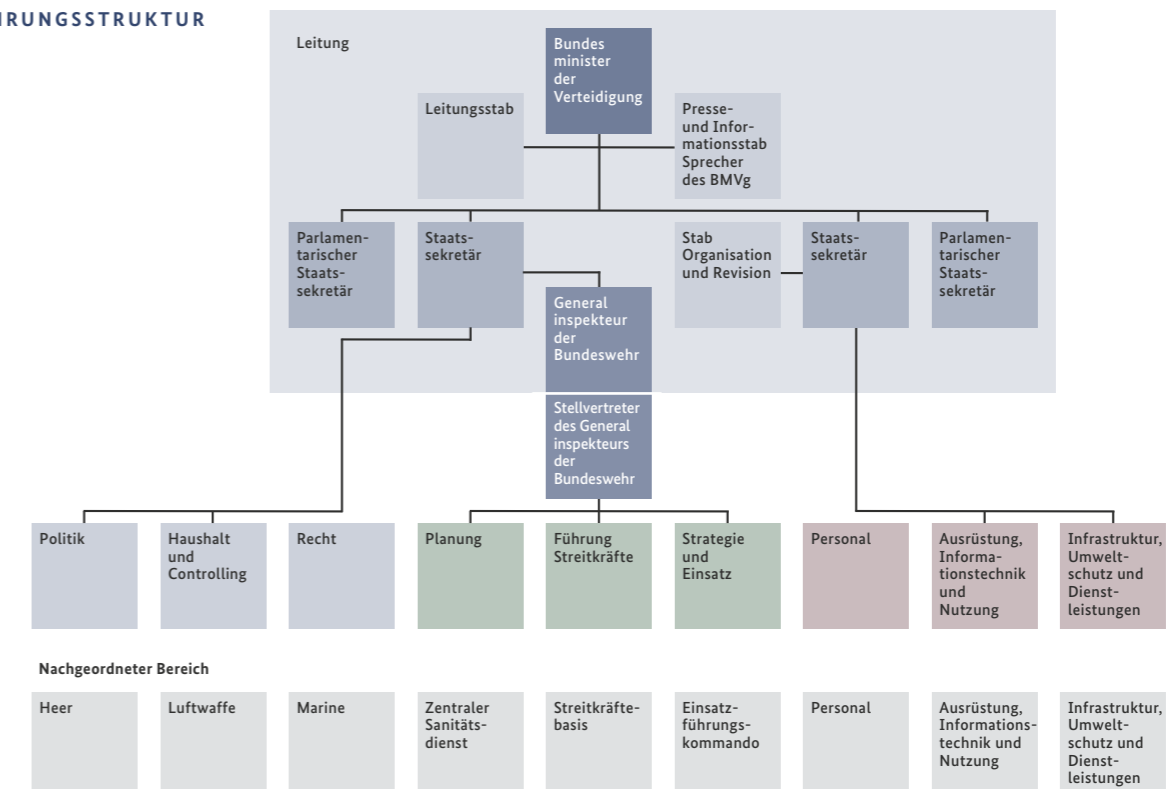 HRUNGSSTRUKTUR
Leitung
Bundes
minister
der
Verteidigung
Leitungsstab
Presse-
und Infor-
mationsstab
Sprecher
des BMVg
Parlamen-
tarischer
Staats-
sekretär
Staats-
sekretär
Stab
Organisation
und Revision
Staats-
sekretär
Parlamen-
tarischer
Staats-
sekretär
General
inspekteur
der
Bundeswehr
Stellvertreter
des General
inspekteurs
der
Bundeswehr
Politik
Haushalt
und
Controlling
Recht
Planung
Führung
Streitkräfte
Strategie
und
Einsatz
Personal
Ausrüstung,
Informa-
tionstechnik
und
Nutzung
Infrastruktur,
Umwelt-
schutz und
Dienst-
leistungen
Nachgeordneter Bereich
Heer
Luftwaffe
Marine
Zentraler
Sanitäts-
dienst
Streitkräfte-
basis
Einsatz-
führungs-
kommando
Personal
Ausrüstung,
Informations-
technik und
Nutzung
Infrastruktur,
Umwelt-
schutz und
Dienst-
leistungen